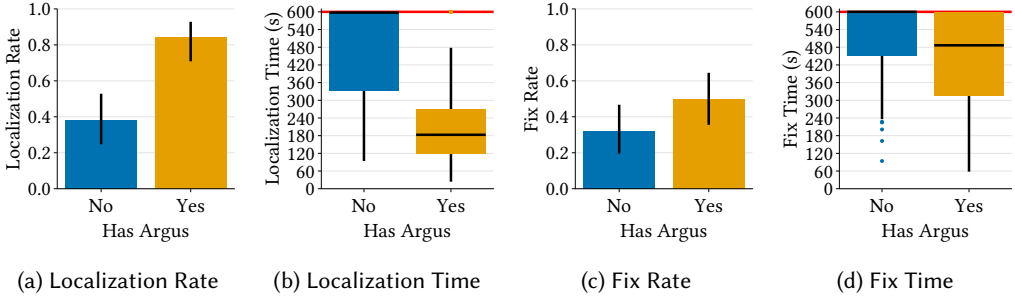 Localization Rate
1.0
0.8
0.6
0.4
0.2
0.0
No Yes
Has Argus
(a) Localization Rate
Localization Time (s)
600
540
480
420
360
300
240
180
120
60
0
No Yes
Has Argus
(b) Localization Time
Fix Rate
1.0
0.8
0.6
0.4
0.2
0.0
No Yes
Has Argus
(c) Fix Rate
Fix Time (s)
600
540
480
420
360
300
240
180
120
60
0
No Yes
Has Argus
(d) Fix Time